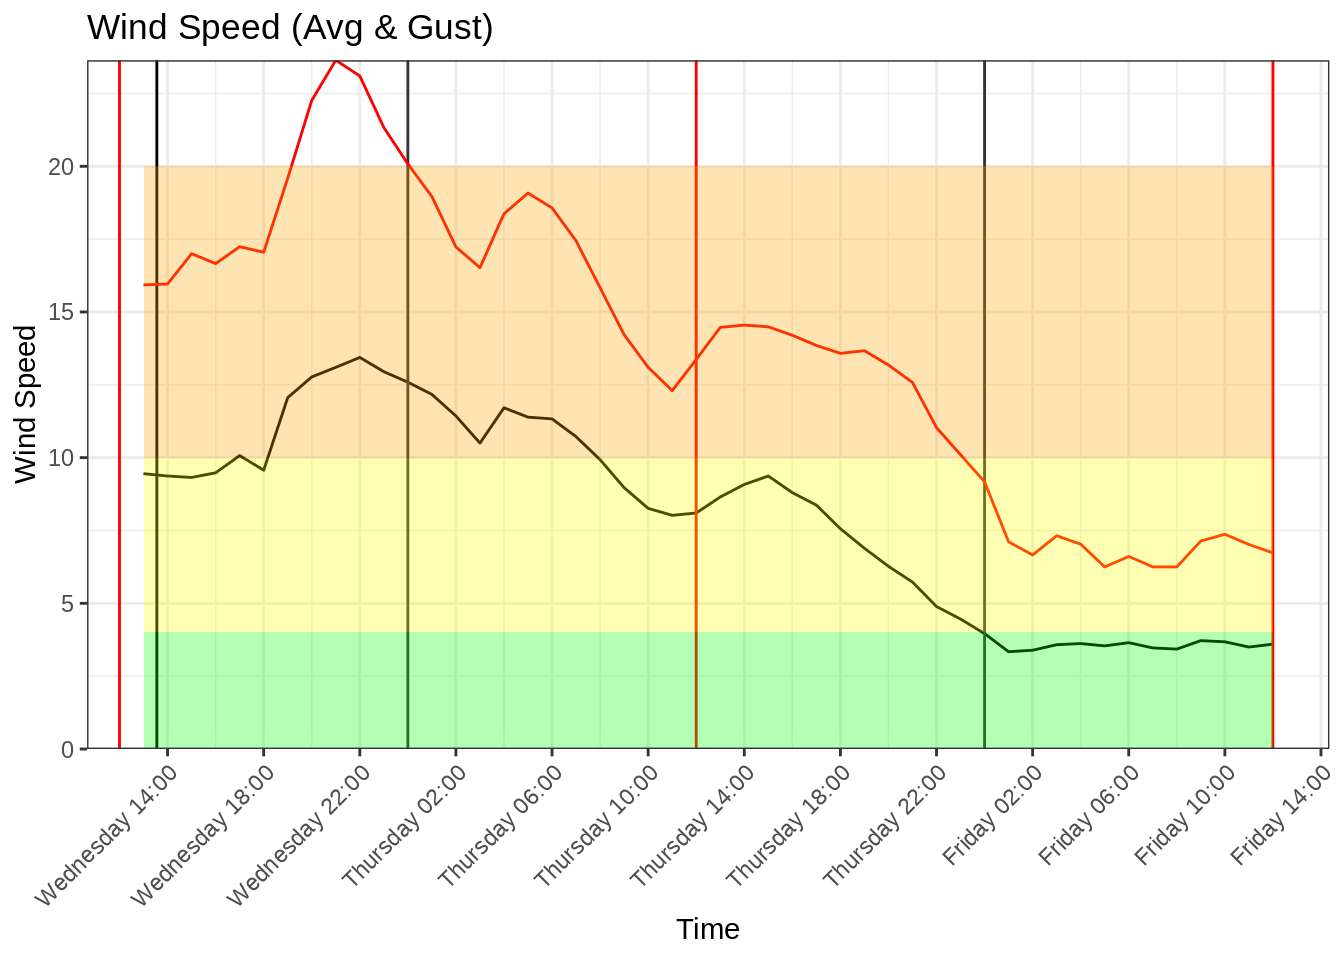 Wind Speed (Avg & Gust)
Wind Speed
20
15
10
5
0
Wednesday 14:00
Wednesday 18:00
Wednesday 22:00
Thursday 02:00
Thursday 06:00
Thursday 10:00
Thursday 14:00
Thursday 18:00
Thursday 22:00
Friday 02:00
Friday 06:00
Friday 10:00
Friday 14:00
Time